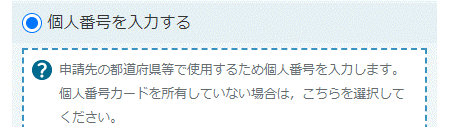 個人番号を入力する
申請先の都道府県等で使用するため個人番号を入力します。
個人番号カードを所有していない場合は，こちらを選択して
ください。